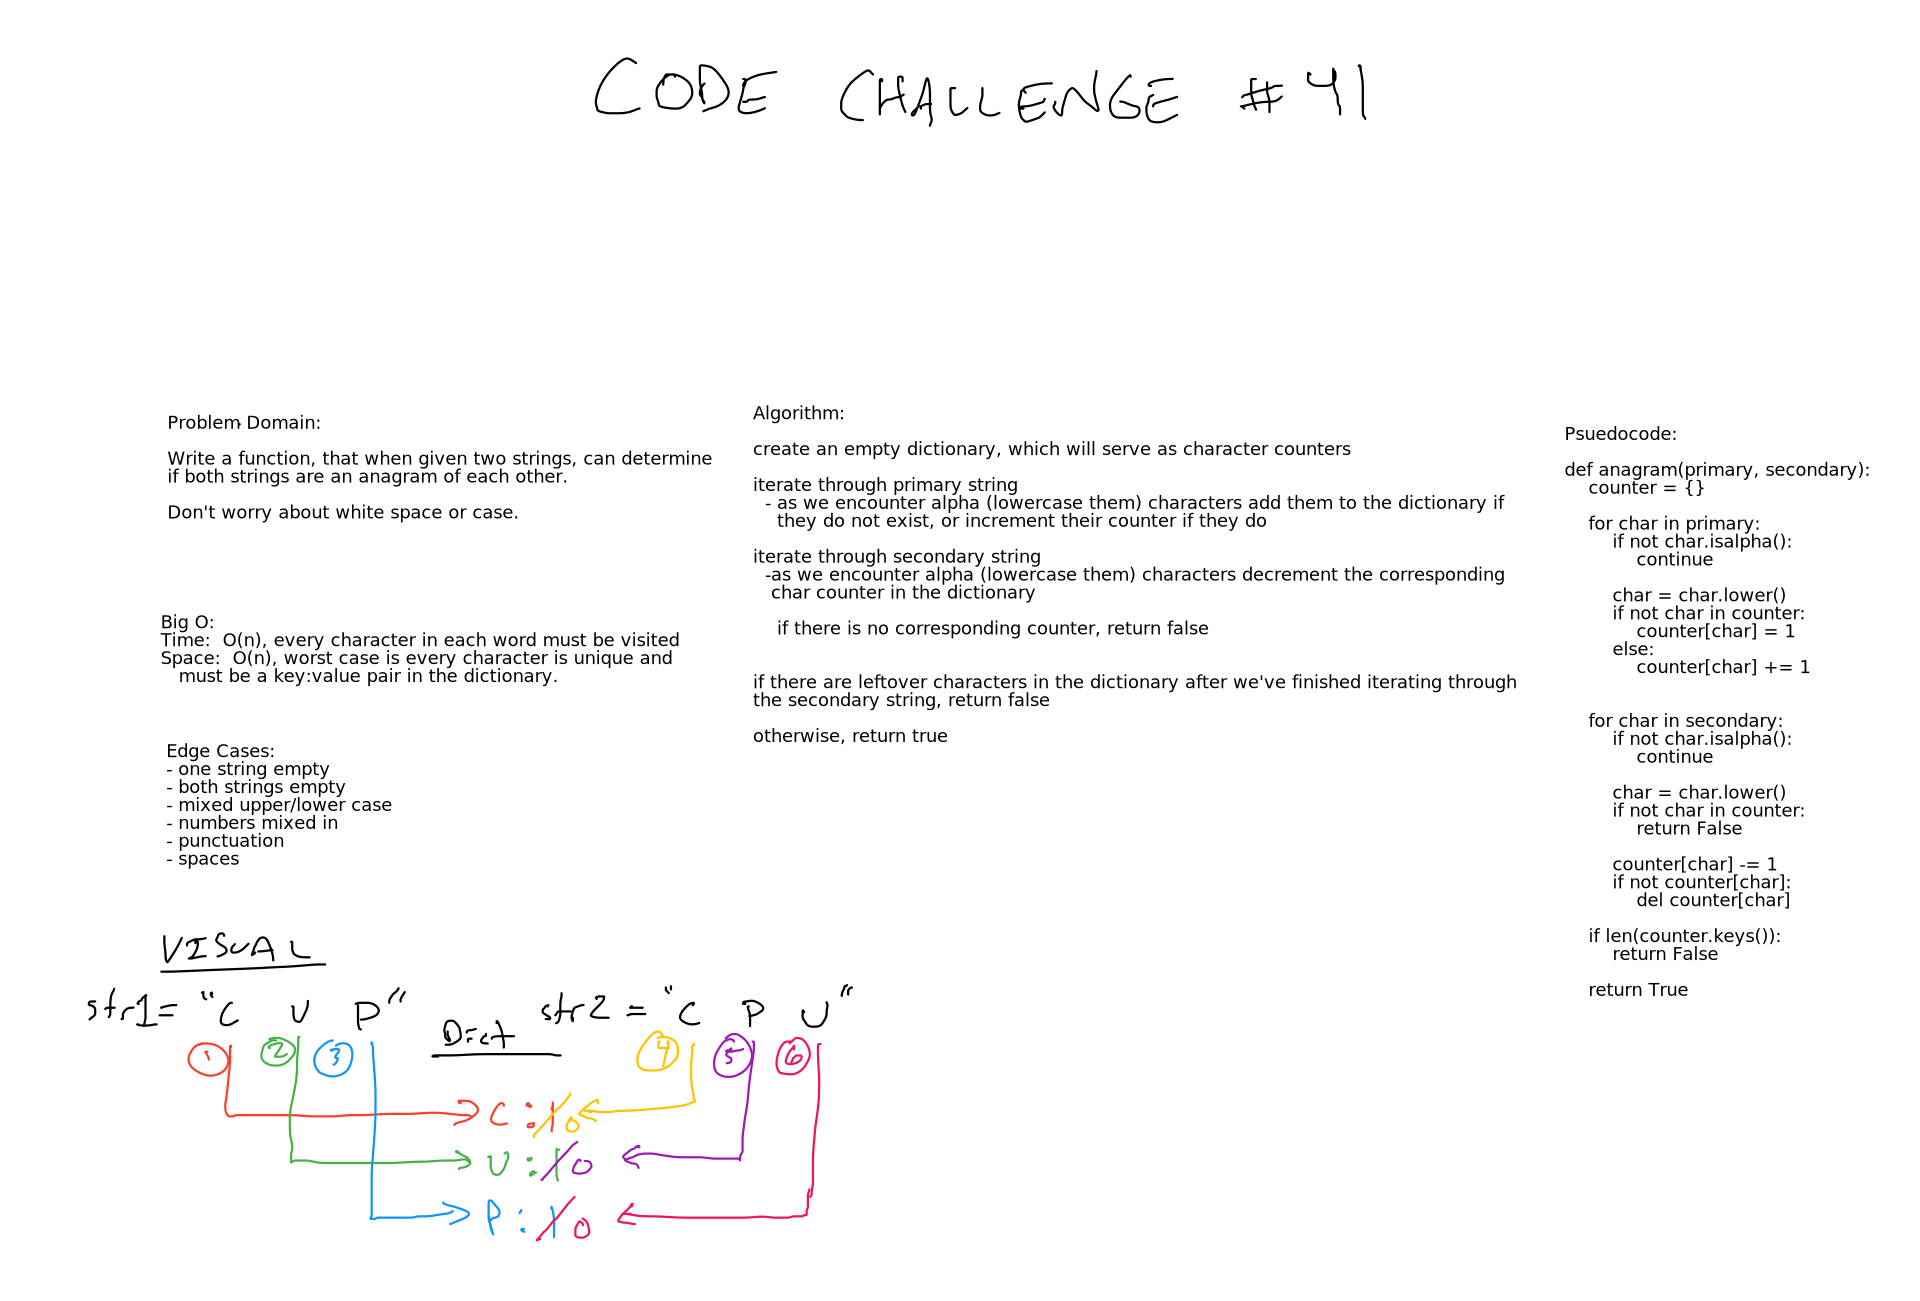 CODE CHALLENGE #41
Problem Domain:
Write a function, that when given two strings, can determine
if both strings are an anagram of each other.
Don't worry about white space or case.
Big O:
Time:  O(n), every character in each word must be visited
Space:  O(n), worst case is every character is unique and
must be a key:value pair in the dictionary.
Edge Cases:
- one string empty
- both strings empty
- mixed upper/lower case
- numbers mixed in
- punctuation
- spaces
Algorithm:
create an empty dictionary, which will serve as character counters
iterate through primary string
- as we encounter alpha (lowercase them) characters add them to the dictionary if
they do not exist, or increment their counter if they do
iterate through secondary string
-as we encounter alpha (lowercase them) characters decrement the corresponding
char counter in the dictionary
if there is no corresponding counter, return false
if there are leftover characters in the dictionary after we've finished iterating through
the secondary string, return false
otherwise, return true
Psuedocode:
def anagram(primary, secondary):
counter = {}
for char in primary:
if not char.isalpha():
continue
char = char.lower()
if not char in counter:
counter[char] = 1
else:
counter[char] += 1
for char in secondary:
if not char.isalpha():
continue
char = char.lower()
if not char in counter:
return False
counter[char] -= 1
if not counter[char]:
del counter[char]
if len(counter.keys()):
return False
return True
VISUAL
str1= "C U P"
str2 = "C P U"
Dict
1 2 3 4 5 6
C : 1 0
U : 1 0
P : 1 0